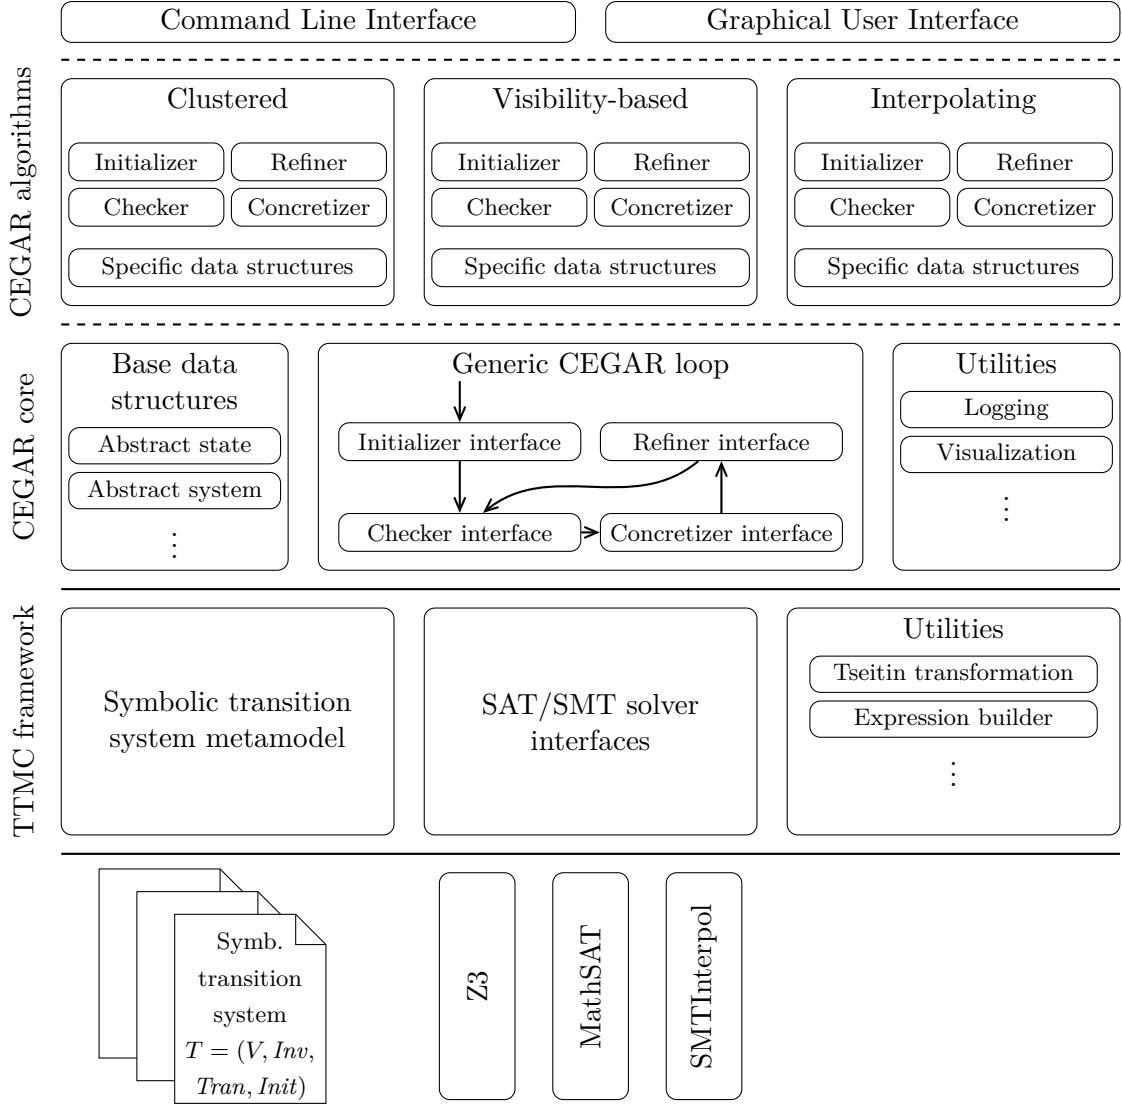 Command Line Interface
Graphical User Interface
CEGAR algorithms
Clustered
Initializer
Refiner
Checker
Concretizer
Specific data structures
Visibility-based
Initializer
Refiner
Checker
Concretizer
Specific data structures
Interpolating
Initializer
Refiner
Checker
Concretizer
Specific data structures
CEGAR core
Base data
structures
Abstract state
Abstract system
⋮
Generic CEGAR loop
Initializer interface
Refiner interface
Checker interface
Concretizer interface
Utilities
Logging
Visualization
⋮
TTMC framework
Symbolic transition
system metamodel
SAT/SMT solver
interfaces
Utilities
Tseitin transformation
Expression builder
⋮
Symb.
transition
system
T = (V, Inv,
Tran, Init)
Z3
MathSAT
SMTInterpol